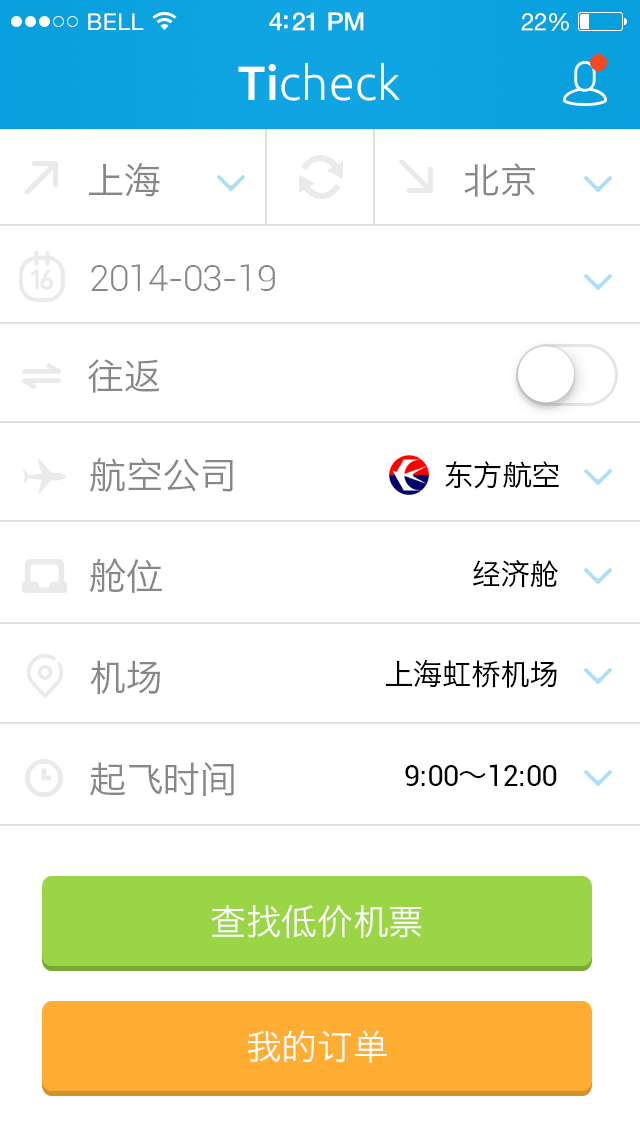 BELL 4:21 PM 22%
Ticheck
上海 北京
16 2014-03-19
往返
航空公司 东方航空
舱位 经济舱
机场 上海虹桥机场
起飞时间 9:00～12:00
查找低价机票
我的订单